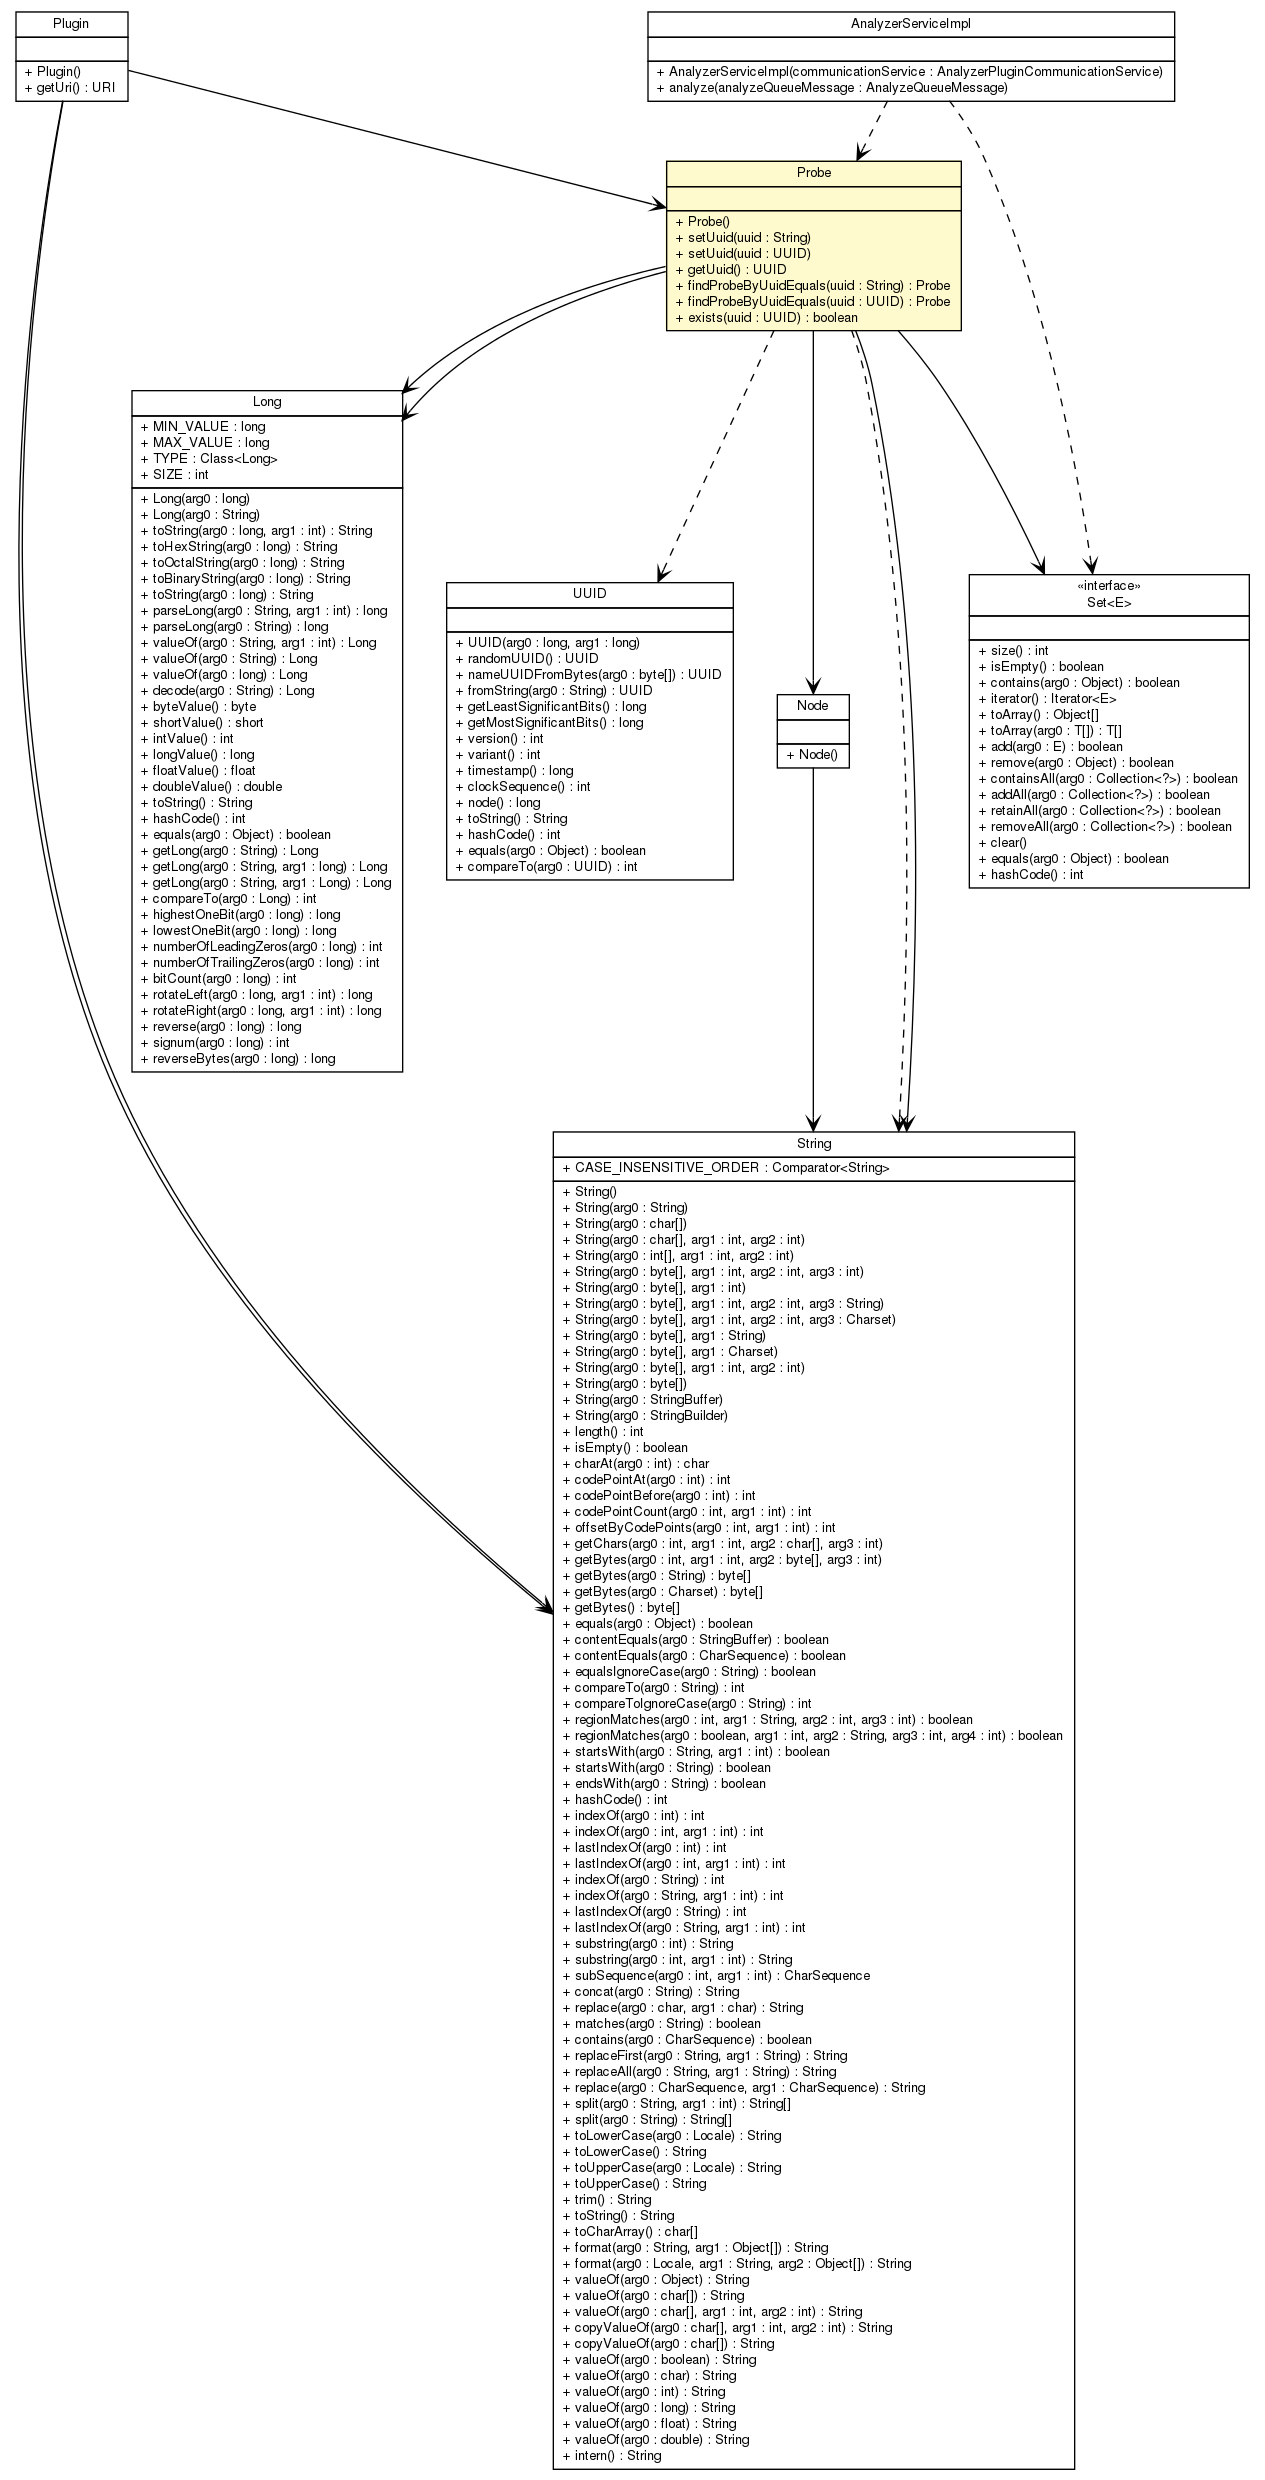 Plugin
+ Plugin()
+ getUri() : URI
AnalyzerServiceImpl
+ AnalyzerServiceImpl(communicationService : AnalyzerPluginCommunicationService)
+ analyze(analyzeQueueMessage : AnalyzeQueueMessage)
Probe
+ Probe()
+ setUuid(uuid : String)
+ setUuid(uuid : UUID)
+ getUuid() : UUID
+ findProbeByUuidEquals(uuid : String) : Probe
+ findProbeByUuidEquals(uuid : UUID) : Probe
+ exists(uuid : UUID) : boolean
Long
+ MIN_VALUE : long
+ MAX_VALUE : long
+ TYPE : Class<Long>
+ SIZE : int
+ Long(arg0 : long)
+ Long(arg0 : String)
+ toString(arg0 : long, arg1 : int) : String
+ toHexString(arg0 : long) : String
+ toOctalString(arg0 : long) : String
+ toBinaryString(arg0 : long) : String
+ toString(arg0 : long) : String
+ parseLong(arg0 : String, arg1 : int) : long
+ parseLong(arg0 : String) : long
+ valueOf(arg0 : String, arg1 : int) : Long
+ valueOf(arg0 : String) : Long
+ valueOf(arg0 : long) : Long
+ decode(arg0 : String) : Long
+ byteValue() : byte
+ shortValue() : short
+ intValue() : int
+ longValue() : long
+ floatValue() : float
+ doubleValue() : double
+ toString() : String
+ hashCode() : int
+ equals(arg0 : Object) : boolean
+ getLong(arg0 : String) : Long
+ getLong(arg0 : String, arg1 : long) : Long
+ getLong(arg0 : String, arg1 : Long) : Long
+ compareTo(arg0 : Long) : int
+ highestOneBit(arg0 : long) : long
+ lowestOneBit(arg0 : long) : long
+ numberOfLeadingZeros(arg0 : long) : int
+ numberOfTrailingZeros(arg0 : long) : int
+ bitCount(arg0 : long) : int
+ rotateLeft(arg0 : long, arg1 : int) : long
+ rotateRight(arg0 : long, arg1 : int) : long
+ reverse(arg0 : long) : long
+ signum(arg0 : long) : int
+ reverseBytes(arg0 : long) : long
UUID
+ UUID(arg0 : long, arg1 : long)
+ randomUUID() : UUID
+ nameUUIDFromBytes(arg0 : byte[]) : UUID
+ fromString(arg0 : String) : UUID
+ getLeastSignificantBits() : long
+ getMostSignificantBits() : long
+ version() : int
+ variant() : int
+ timestamp() : long
+ clockSequence() : int
+ node() : long
+ toString() : String
+ hashCode() : int
+ equals(arg0 : Object) : boolean
+ compareTo(arg0 : UUID) : int
Node
+ Node()
«interface»
Set<E>
+ size() : int
+ isEmpty() : boolean
+ contains(arg0 : Object) : boolean
+ iterator() : Iterator<E>
+ toArray() : Object[]
+ toArray(arg0 : T[]) : T[]
+ add(arg0 : E) : boolean
+ remove(arg0 : Object) : boolean
+ containsAll(arg0 : Collection<?>) : boolean
+ addAll(arg0 : Collection<?>) : boolean
+ retainAll(arg0 : Collection<?>) : boolean
+ removeAll(arg0 : Collection<?>) : boolean
+ clear()
+ equals(arg0 : Object) : boolean
+ hashCode() : int
String
+ CASE_INSENSITIVE_ORDER : Comparator<String>
+ String()
+ String(arg0 : String)
+ String(arg0 : char[])
+ String(arg0 : char[], arg1 : int, arg2 : int)
+ String(arg0 : int[], arg1 : int, arg2 : int)
+ String(arg0 : byte[], arg1 : int, arg2 : int, arg3 : int)
+ String(arg0 : byte[], arg1 : int)
+ String(arg0 : byte[], arg1 : int, arg2 : int, arg3 : String)
+ String(arg0 : byte[], arg1 : int, arg2 : int, arg3 : Charset)
+ String(arg0 : byte[], arg1 : String)
+ String(arg0 : byte[], arg1 : Charset)
+ String(arg0 : byte[], arg1 : int, arg2 : int)
+ String(arg0 : byte[])
+ String(arg0 : StringBuffer)
+ String(arg0 : StringBuilder)
+ length() : int
+ isEmpty() : boolean
+ charAt(arg0 : int) : char
+ codePointAt(arg0 : int) : int
+ codePointBefore(arg0 : int) : int
+ codePointCount(arg0 : int, arg1 : int) : int
+ offsetByCodePoints(arg0 : int, arg1 : int) : int
+ getChars(arg0 : int, arg1 : int, arg2 : char[], arg3 : int)
+ getBytes(arg0 : int, arg1 : int, arg2 : byte[], arg3 : int)
+ getBytes(arg0 : String) : byte[]
+ getBytes(arg0 : Charset) : byte[]
+ getBytes() : byte[]
+ equals(arg0 : Object) : boolean
+ contentEquals(arg0 : StringBuffer) : boolean
+ contentEquals(arg0 : CharSequence) : boolean
+ equalsIgnoreCase(arg0 : String) : boolean
+ compareTo(arg0 : String) : int
+ compareToIgnoreCase(arg0 : String) : int
+ regionMatches(arg0 : int, arg1 : String, arg2 : int, arg3 : int) : boolean
+ regionMatches(arg0 : boolean, arg1 : int, arg2 : String, arg3 : int, arg4 : int) : boolean
+ startsWith(arg0 : String, arg1 : int) : boolean
+ startsWith(arg0 : String) : boolean
+ endsWith(arg0 : String) : boolean
+ hashCode() : int
+ indexOf(arg0 : int) : int
+ indexOf(arg0 : int, arg1 : int) : int
+ lastIndexOf(arg0 : int) : int
+ lastIndexOf(arg0 : int, arg1 : int) : int
+ indexOf(arg0 : String) : int
+ indexOf(arg0 : String, arg1 : int) : int
+ lastIndexOf(arg0 : String) : int
+ lastIndexOf(arg0 : String, arg1 : int) : int
+ substring(arg0 : int) : String
+ substring(arg0 : int, arg1 : int) : String
+ subSequence(arg0 : int, arg1 : int) : CharSequence
+ concat(arg0 : String) : String
+ replace(arg0 : char, arg1 : char) : String
+ matches(arg0 : String) : boolean
+ contains(arg0 : CharSequence) : boolean
+ replaceFirst(arg0 : String, arg1 : String) : String
+ replaceAll(arg0 : String, arg1 : String) : String
+ replace(arg0 : CharSequence, arg1 : CharSequence) : String
+ split(arg0 : String, arg1 : int) : String[]
+ split(arg0 : String) : String[]
+ toLowerCase(arg0 : Locale) : String
+ toLowerCase() : String
+ toUpperCase(arg0 : Locale) : String
+ toUpperCase() : String
+ trim() : String
+ toString() : String
+ toCharArray() : char[]
+ format(arg0 : String, arg1 : Object[]) : String
+ format(arg0 : Locale, arg1 : String, arg2 : Object[]) : String
+ valueOf(arg0 : Object) : String
+ valueOf(arg0 : char[]) : String
+ valueOf(arg0 : char[], arg1 : int, arg2 : int) : String
+ copyValueOf(arg0 : char[], arg1 : int, arg2 : int) : String
+ copyValueOf(arg0 : char[]) : String
+ valueOf(arg0 : boolean) : String
+ valueOf(arg0 : char) : String
+ valueOf(arg0 : int) : String
+ valueOf(arg0 : long) : String
+ valueOf(arg0 : float) : String
+ valueOf(arg0 : double) : String
+ intern() : String